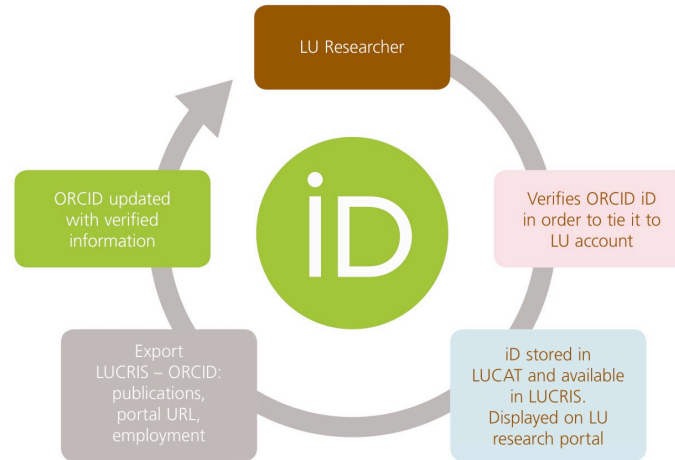 LU Researcher
Verifies ORCID iD
in order to tie it to
LU account
iD stored in
LUCAT and available
in LUCRIS.
Displayed on LU
research portal
Export
LUCRIS – ORCID:
publications,
portal URL,
employment
ORCID updated
with verified
information
iD